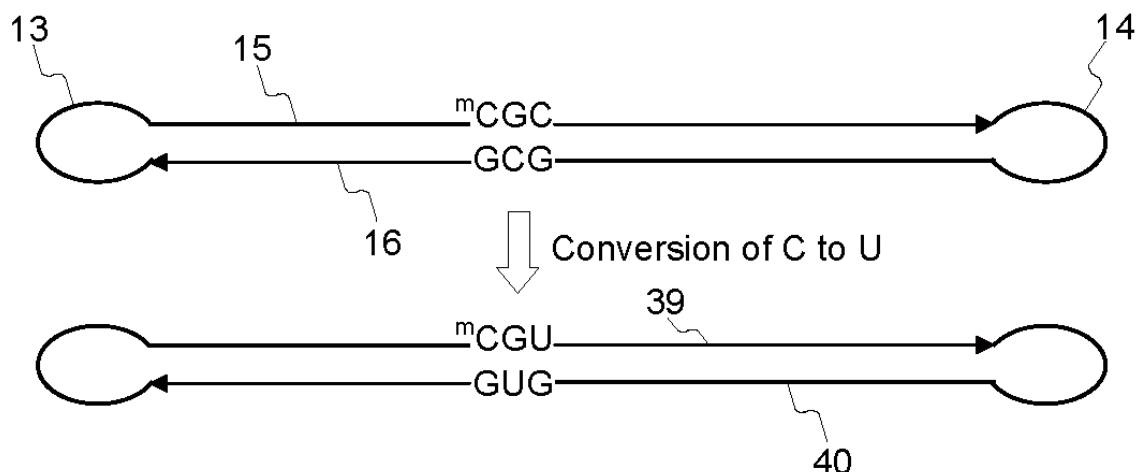 13
15
14
ᵐCGC
GCG
16
Conversion of C to U
39
ᵐCGU
GUG
40